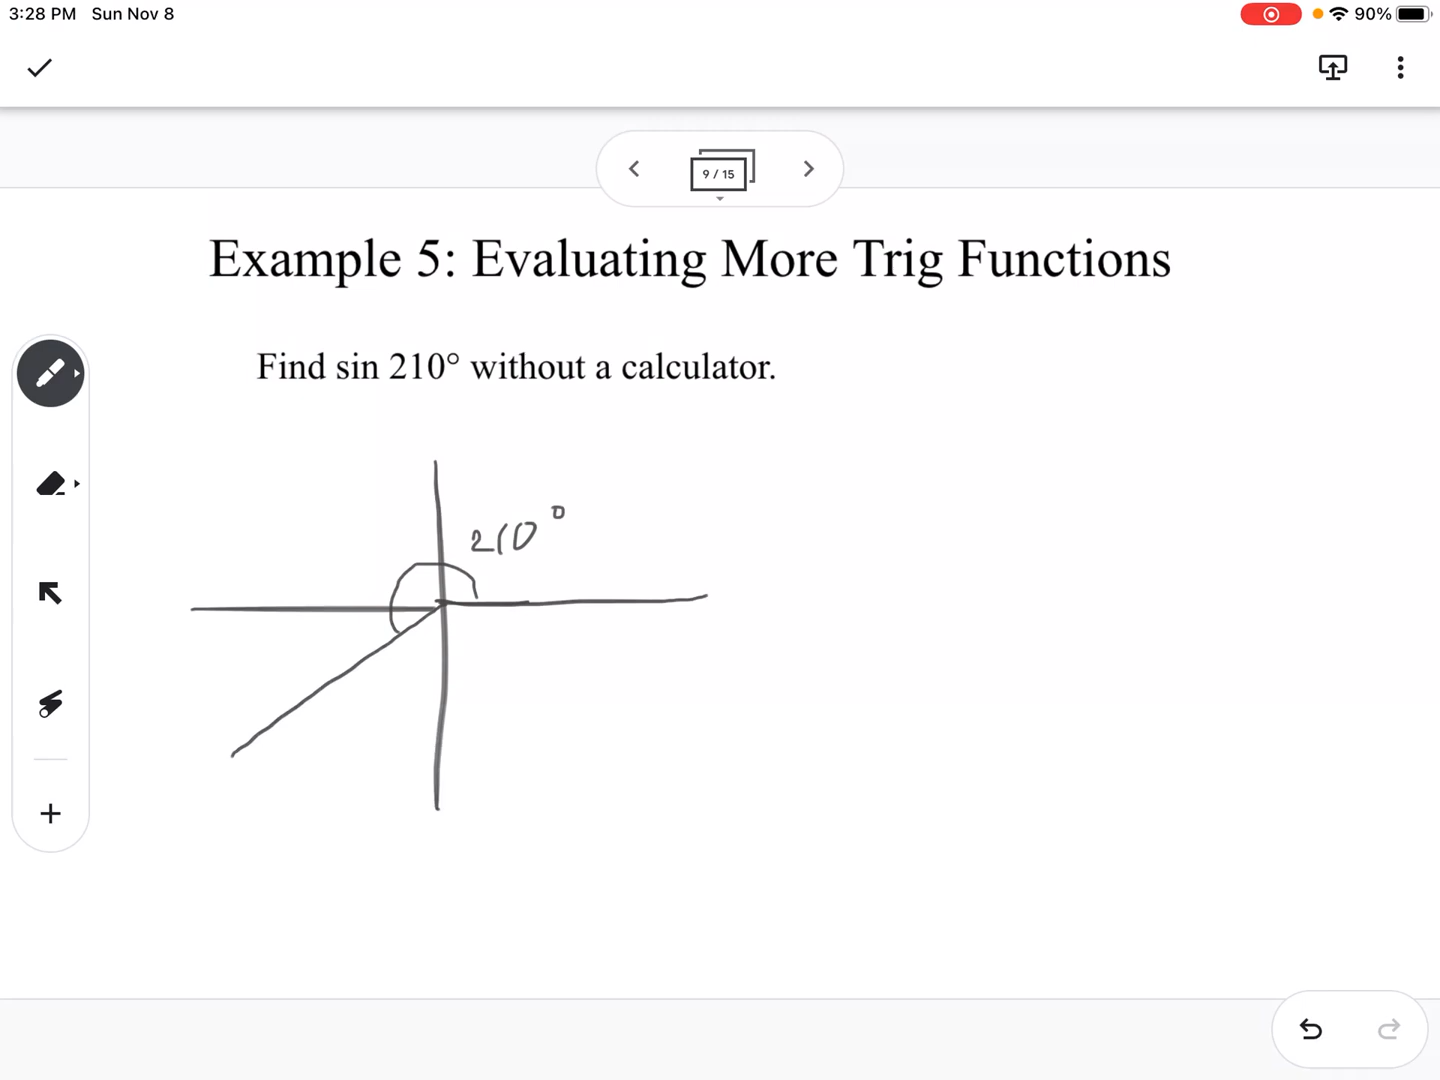 3:28 PM Sun Nov 8
90%
9 / 15
Example 5: Evaluating More Trig Functions
Find sin 210° without a calculator.
210°